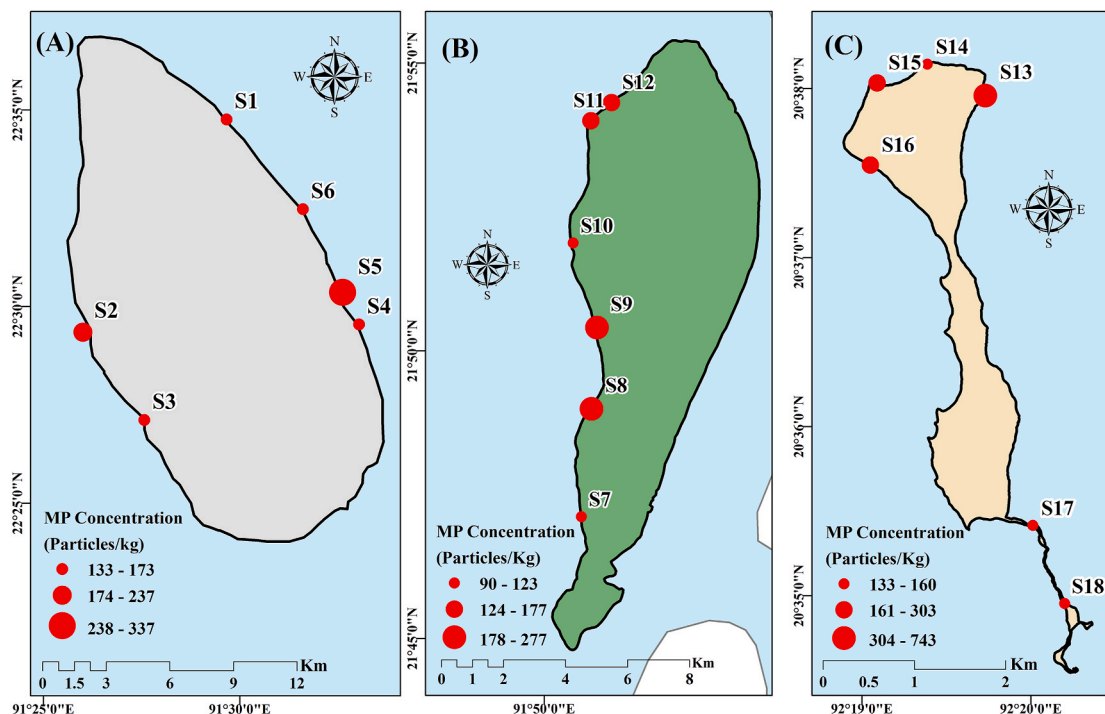 (A)
N
W E
S
S1
S6
S5
S4
S2
S3
22°35'0"N
22°30'0"N
22°25'0"N
MP Concentration
(Particles/kg)
133 - 173
174 - 237
238 - 337
Km
0 1.5 3 6 9 12
91°25'0"E 91°30'0"E
(B)
S12
S11
S10
N
W E
S
S9
S8
S7
21°55'0"N
21°50'0"N
21°45'0"N
MP Concentration
(Particles/Kg)
90 - 123
124 - 177
178 - 277
Km
0 1 2 4 6 8
91°50'0"E
(C)
S14
S15
S13
S16
N
W E
S
S17
S18
20°38'0"N
20°37'0"N
20°36'0"N
20°35'0"N
MP Concentration
(Particles/Kg)
133 - 160
161 - 303
304 - 743
Km
0 0.5 1 2
92°19'0"E 92°20'0"E